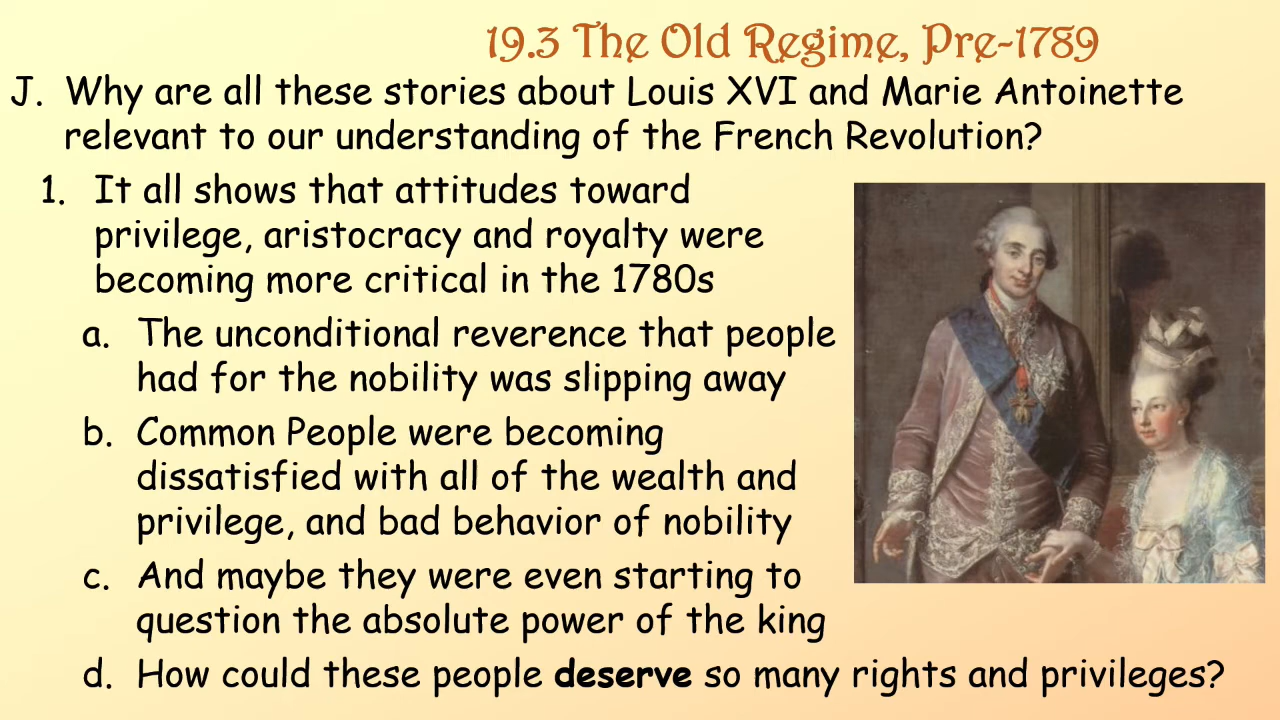 19.3 The Old Regime, Pre-1789
J. Why are all these stories about Louis XVI and Marie Antoinette
relevant to our understanding of the French Revolution?
1. It all shows that attitudes toward
privilege, aristocracy and royalty were
becoming more critical in the 1780s
a. The unconditional reverence that people
had for the nobility was slipping away
b. Common People were becoming
dissatisfied with all of the wealth and
privilege, and bad behavior of nobility
c. And maybe they were even starting to
question the absolute power of the king
d. How could these people deserve so many rights and privileges?